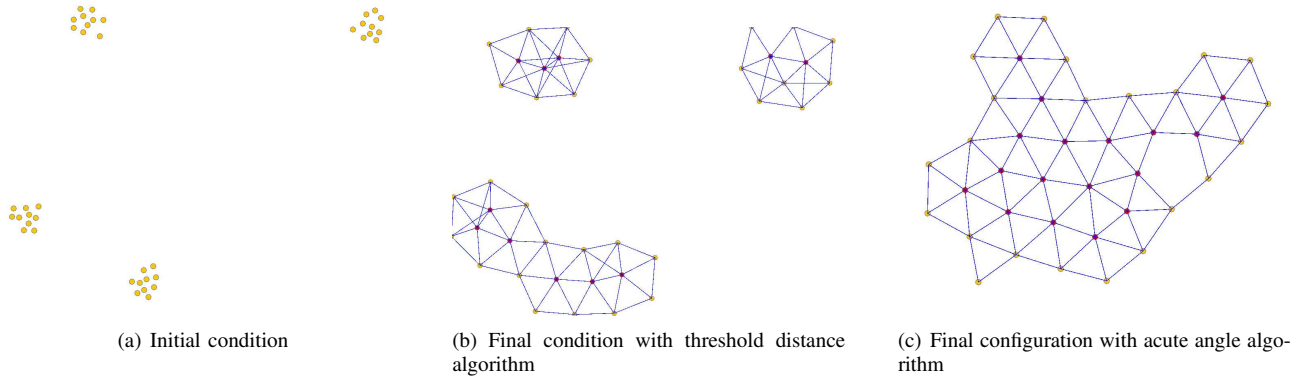 (a) Initial condition
(b) Final condition with threshold distance
algorithm
(c) Final configuration with acute angle algo-
rithm